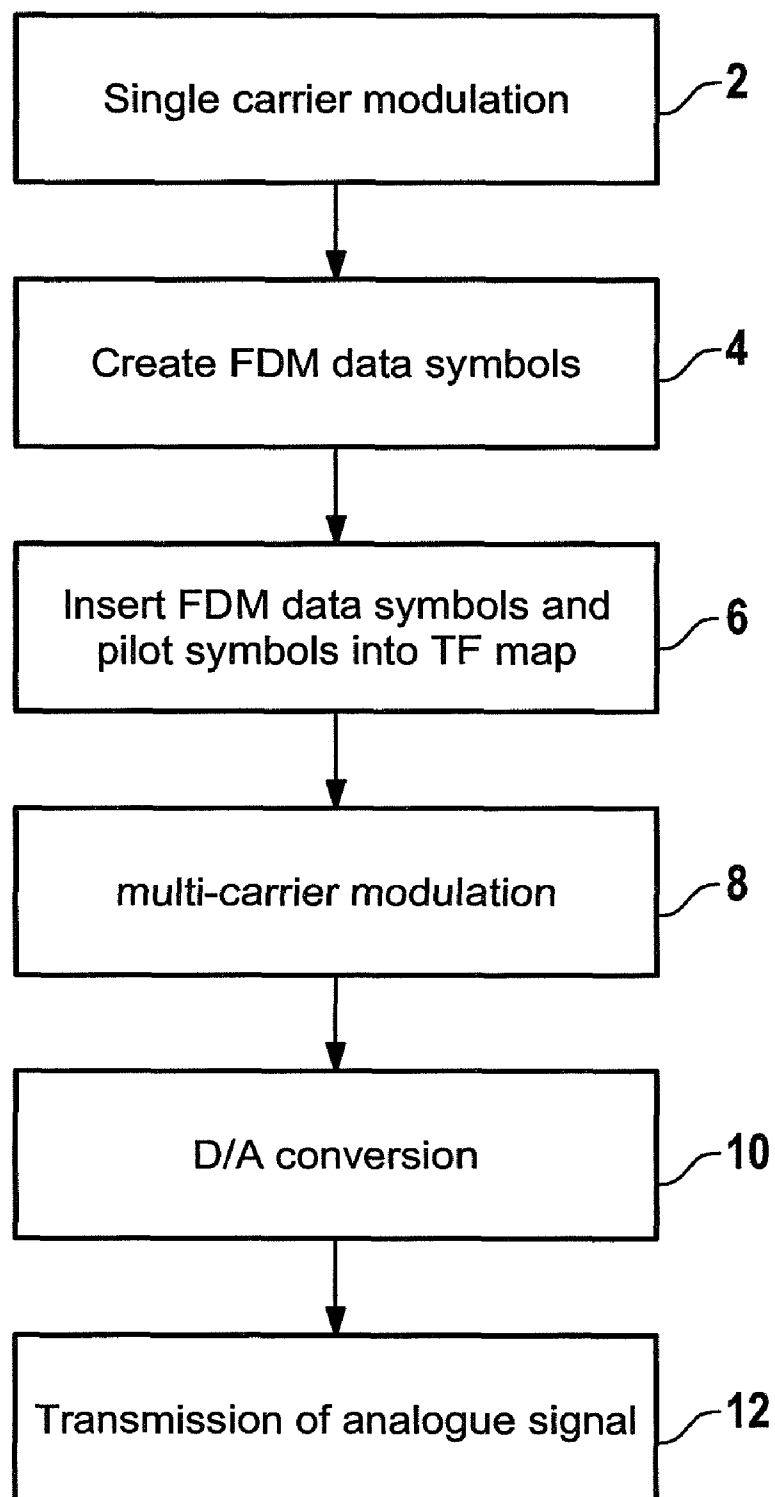 Single carrier modulation
2
Create FDM data symbols
4
Insert FDM data symbols and
pilot symbols into TF map
6
multi-carrier modulation
8
D/A conversion
10
Transmission of analogue signal
12